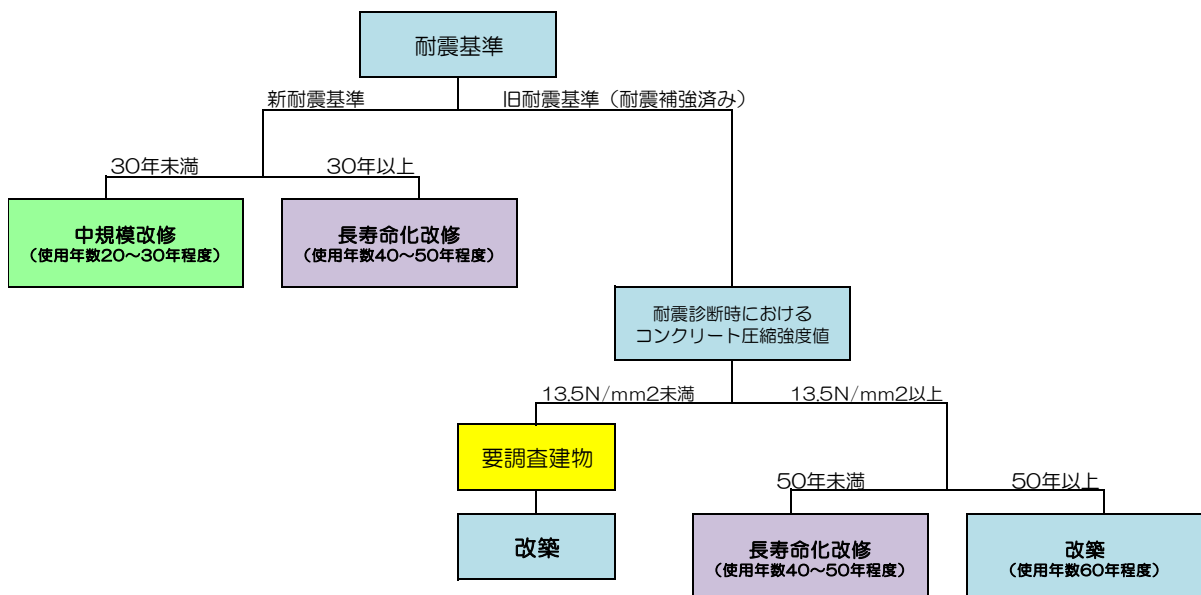 耐震基準
新耐震基準
旧耐震基準（耐震補強済み）
30年未満
30年以上
中規模改修
（使用年数20～30年程度）
長寿命化改修
（使用年数40～50年程度）
耐震診断時における
コンクリート圧縮強度値
13.5N/mm2未満
13.5N/mm2以上
要調査建物
改築
50年未満
50年以上
長寿命化改修
（使用年数40～50年程度）
改築
（使用年数60年程度）